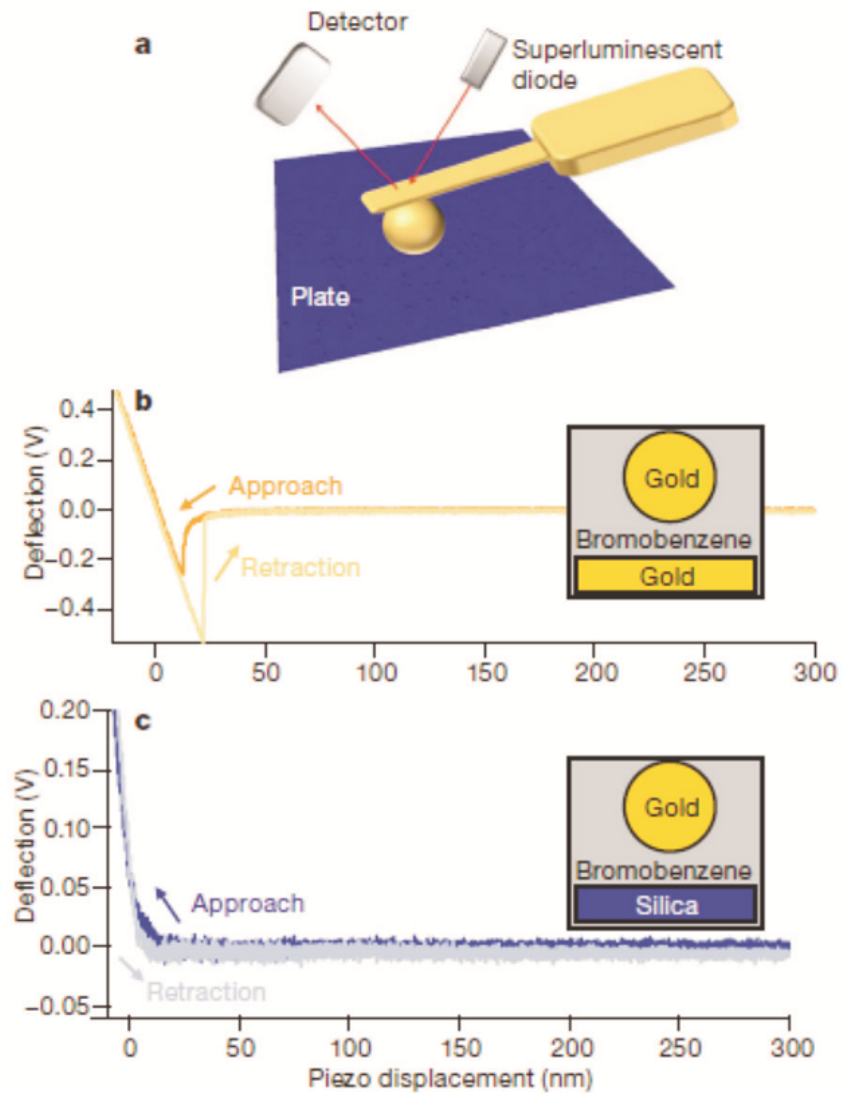 a
Detector
Superluminescent
diode
Plate
b
Deflection (V)
0.4
0.2
0.0
−0.2
−0.4
Approach
Retraction
Gold
Bromobenzene
Gold
0
50
100
150
200
250
300
c
Deflection (V)
0.20
0.15
0.10
0.05
0.00
−0.05
Approach
Retraction
Gold
Bromobenzene
Silica
0
50
100
150
200
250
300
Piezo displacement (nm)